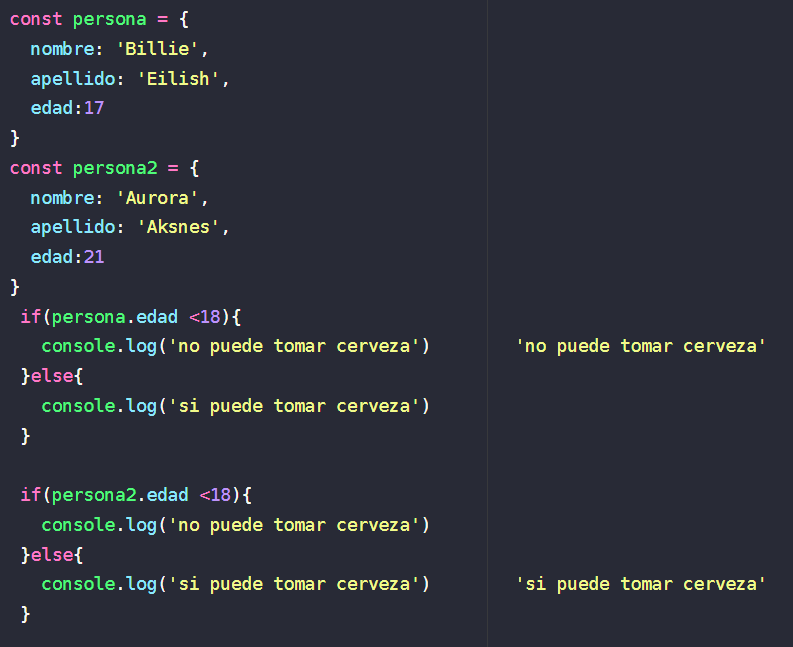 const persona = {
  nombre: 'Billie',
  apellido: 'Eilish',
  edad:17
}
const persona2 = {
  nombre: 'Aurora',
  apellido: 'Aksnes',
  edad:21
}
 if(persona.edad <18){
   console.log('no puede tomar cerveza')        'no puede tomar cerveza'
 }else{
   console.log('si puede tomar cerveza')
 }

 if(persona2.edad <18){
   console.log('no puede tomar cerveza')
 }else{
   console.log('si puede tomar cerveza')        'si puede tomar cerveza'
 }